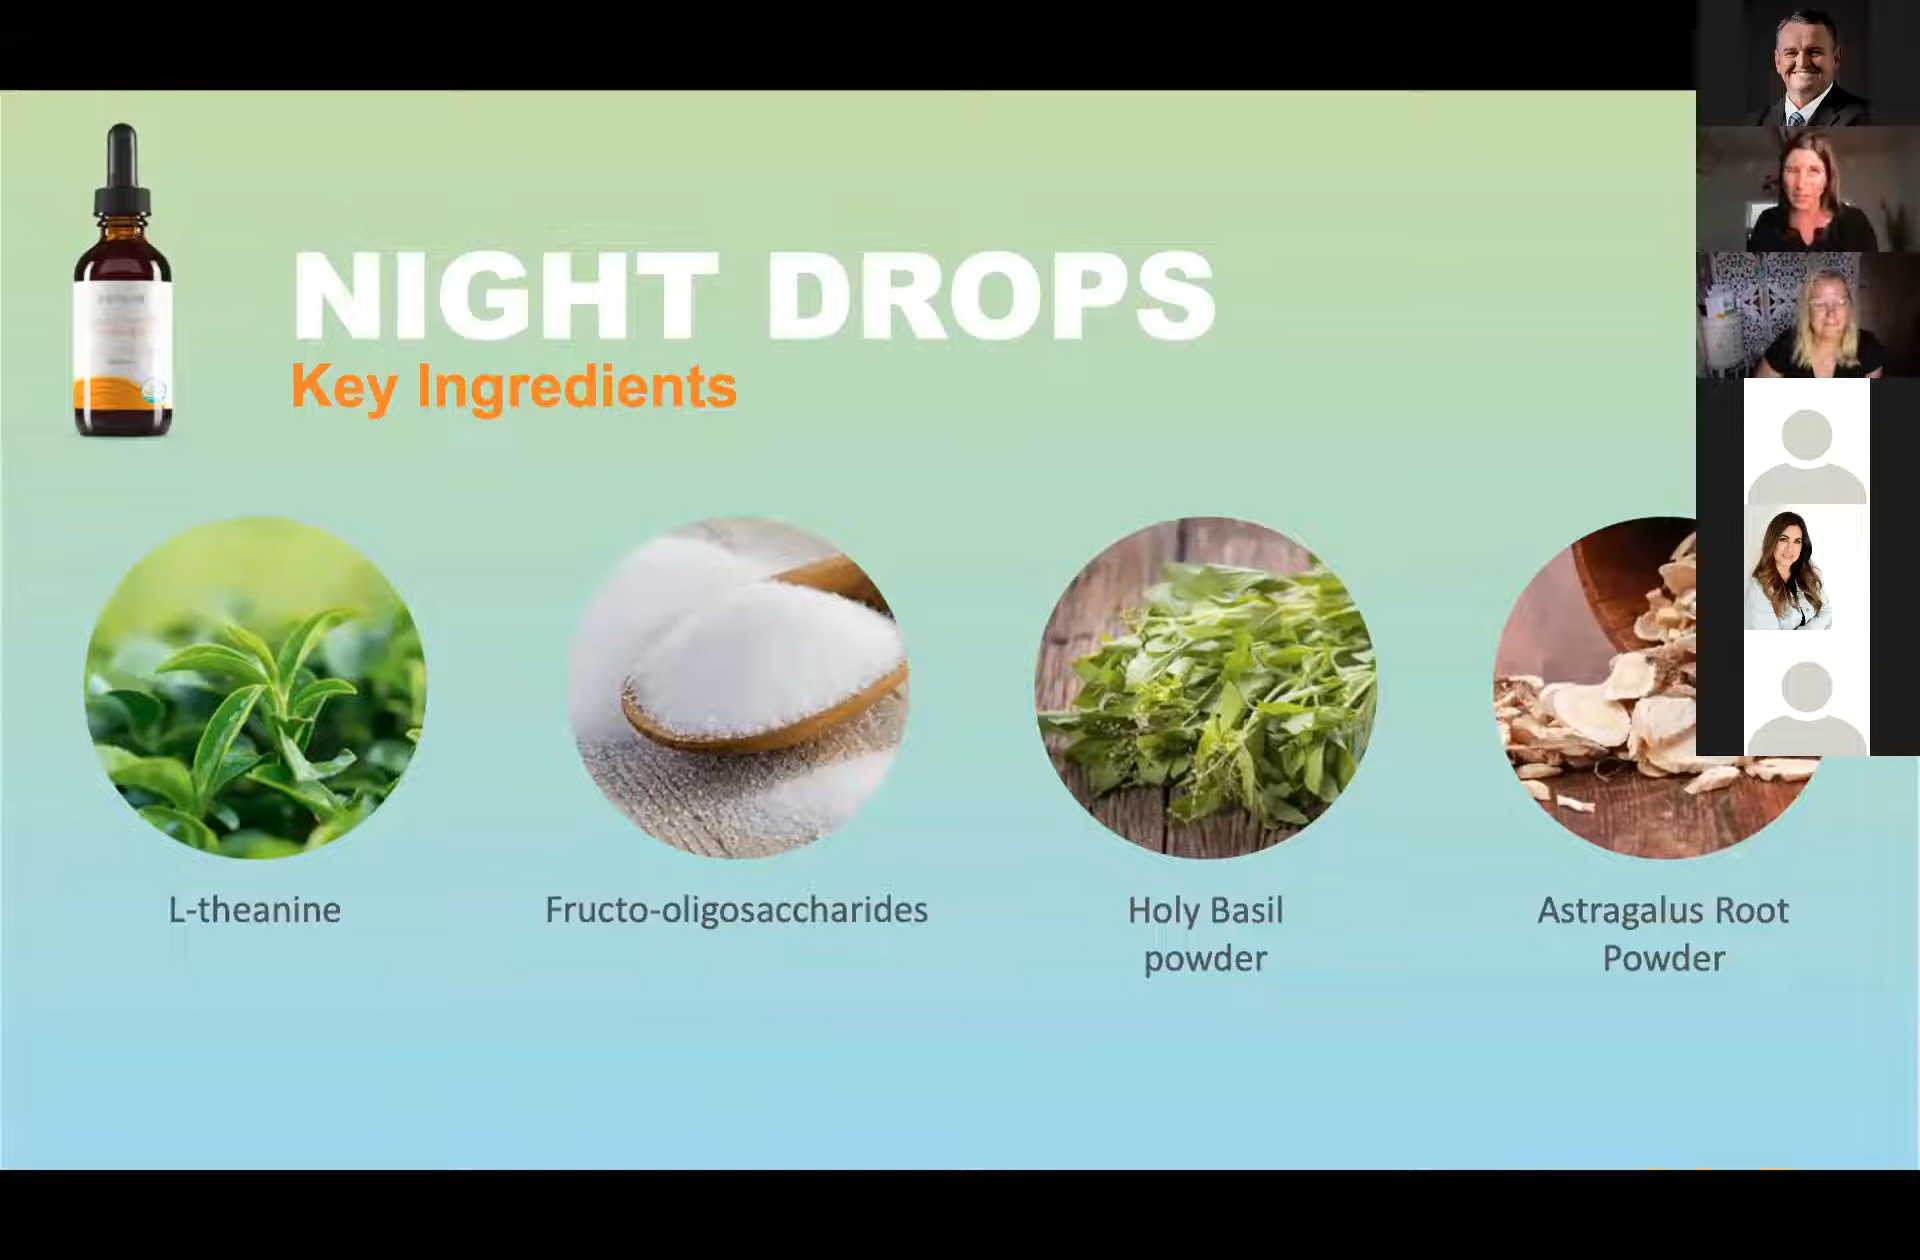 NIGHT DROPS
Key Ingredients
L-theanine
Fructo-oligosaccharides
Holy Basil
powder
Astragalus Root
Powder